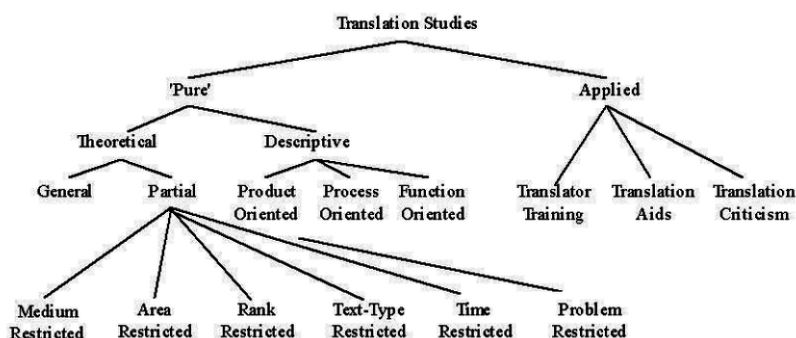 Translation Studies
'Pure'
Applied
Theoretical
Descriptive
General
Partial
Product
Oriented
Process
Oriented
Function
Oriented
Translator
Training
Translation
Aids
Translation
Criticism
Medium
Restricted
Area
Restricted
Rank
Restricted
Text-Type
Restricted
Time
Restricted
Problem
Restricted